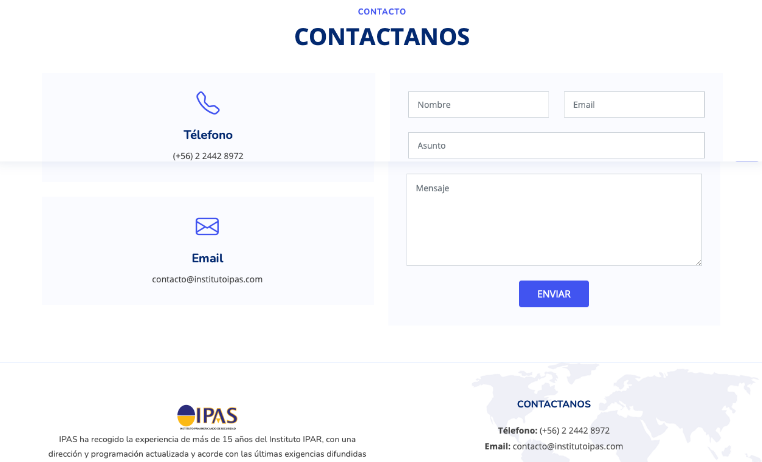 CONTACTO
CONTACTANOS
Télefono
(+56) 2 2442 8972
Email
contacto@institutoipas.com
Nombre
Email
Asunto
Mensaje
ENVIAR
IPAS
IPAS ha recogido la experiencia de más de 15 años del Instituto IPAR, con una
dirección y programación actualizada y acorde con las últimas exigencias difundidas
CONTACTANOS
Télefono: (+56) 2 2442 8972
Email: contacto@institutoipas.com